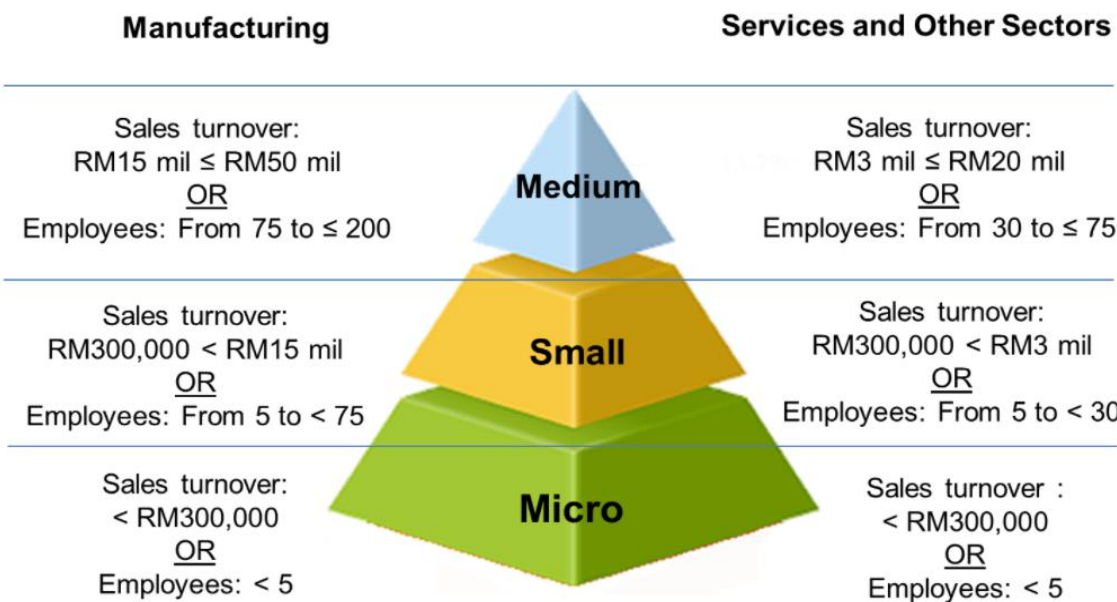 Manufacturing
Services and Other Sectors
Sales turnover:
RM15 mil ≤ RM50 mil
OR
Employees: From 75 to ≤ 200
Medium
Sales turnover:
RM3 mil ≤ RM20 mil
OR
Employees: From 30 to ≤ 75
Sales turnover:
RM300,000 < RM15 mil
OR
Employees: From 5 to < 75
Small
Sales turnover:
RM300,000 < RM3 mil
OR
Employees: From 5 to < 30
Sales turnover:
< RM300,000
OR
Employees: < 5
Micro
Sales turnover :
< RM300,000
OR
Employees: < 5